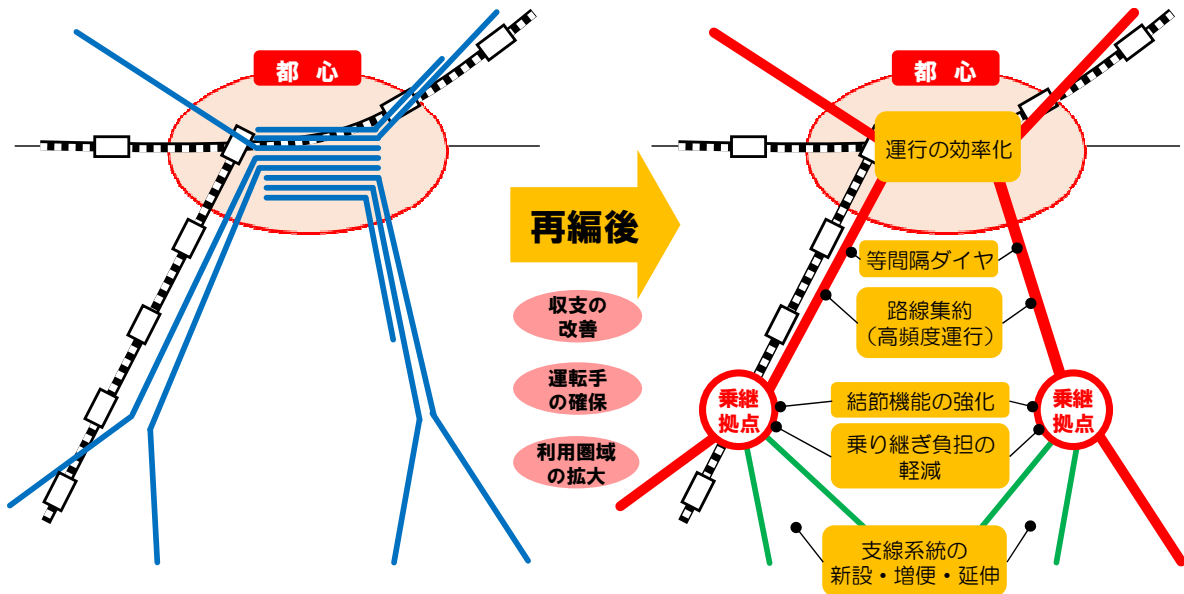 都 心
再編後
収支の
改善
運転手
の確保
利用圏域
の拡大
都 心
運行の効率化
等間隔ダイヤ
路線集約
（高頻度運行）
乗継
拠点
結節機能の強化
乗り継ぎ負担の
軽減
乗継
拠点
支線系統の
新設・増便・延伸